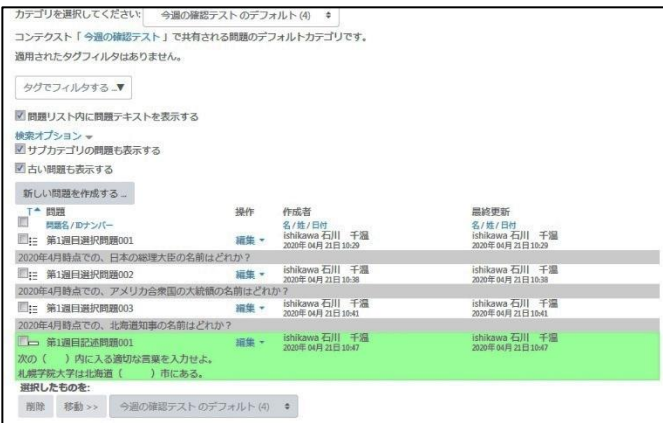 カテゴリを選択してください: 今週の確認テスト のデフォルト (4)
コンテクスト「 今週の確認テスト 」で共有される問題のデフォルトカテゴリです。
適用されたタグフィルタはありません。
タグでフィルタする ...▼
問題リスト内に問題テキストを表示する
検索オプション
サブカテゴリの問題も表示する
古い問題も表示する
新しい問題を作成する ...
T 問題 操作 作成者 最終更新
問題名 / IDナンバー 名 / 姓 / 日付 名 / 姓 / 日付
第1週目選択問題001 編集 ishikawa 石川 千温 ishikawa 石川 千温
2020年 04月 21日 10:29 2020年 04月 21日 10:29
2020年4月時点での、日本の総理大臣の名前はどれか？
第1週目選択問題002 編集 ishikawa 石川 千温 ishikawa 石川 千温
2020年 04月 21日 10:38 2020年 04月 21日 10:38
2020年4月時点での、アメリカ合衆国の大統領の名前はどれか？
第1週目選択問題003 編集 ishikawa 石川 千温 ishikawa 石川 千温
2020年 04月 21日 10:41 2020年 04月 21日 10:41
2020年4月時点での、北海道知事の名前はどれか？
第1週目記述問題001 編集 ishikawa 石川 千温 ishikawa 石川 千温
2020年 04月 21日 10:47 2020年 04月 21日 10:47
次の（　　）内に入る適切な言葉を入力せよ。
札幌学院大学は北海道（　　　）市にある。
選択したものを:
削除 移動 >> 今週の確認テスト のデフォルト (4)